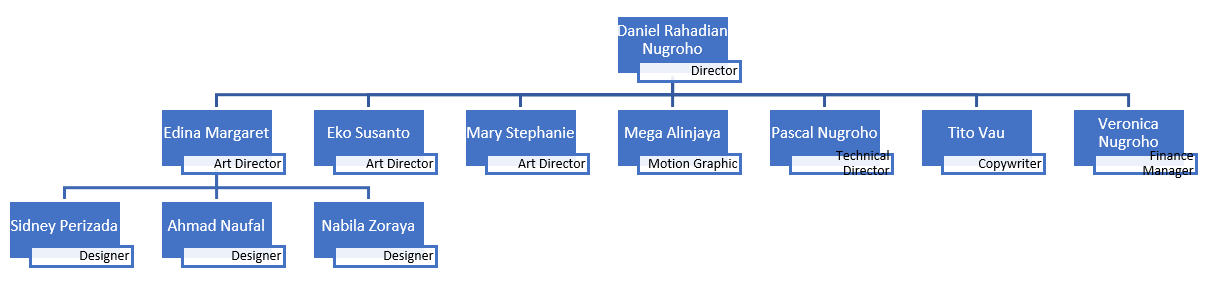 Daniel Rahadian
Nugroho
Director
Edina Margaret
Art Director
Eko Susanto
Art Director
Mary Stephanie
Art Director
Mega Alinjaya
Motion Graphic
Pascal Nugroho
Technical
Director
Tito Vau
Copywriter
Veronica
Nugroho
Finance
Manager
Sidney Perizada
Designer
Ahmad Naufal
Designer
Nabila Zoraya
Designer